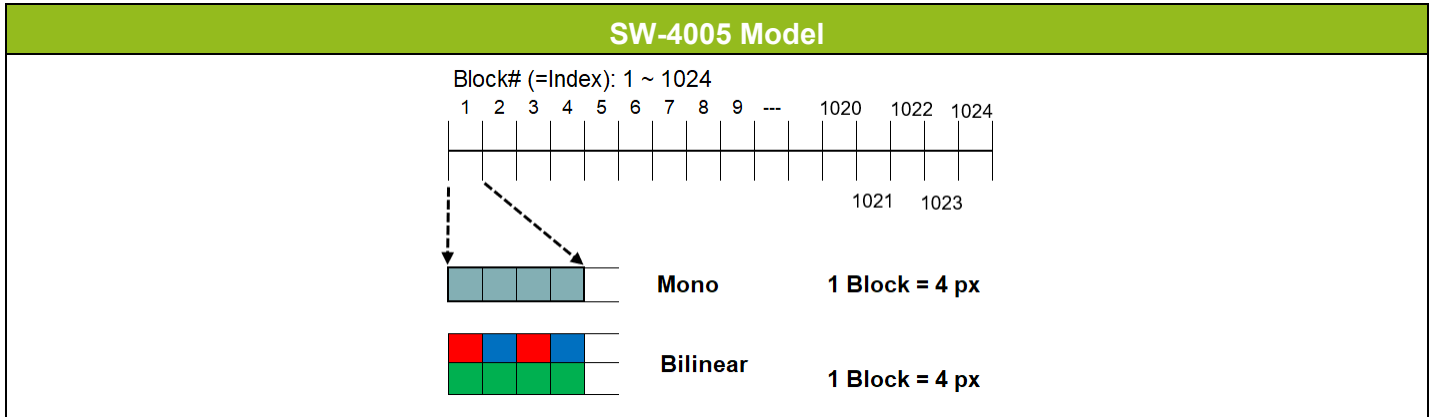 SW-4005 Model
Block# (=Index): 1 ~ 1024
1 2 3 4 5 6 7 8 9 --- 1020 1022 1024
1021 1023
Mono 1 Block = 4 px
Bilinear
1 Block = 4 px